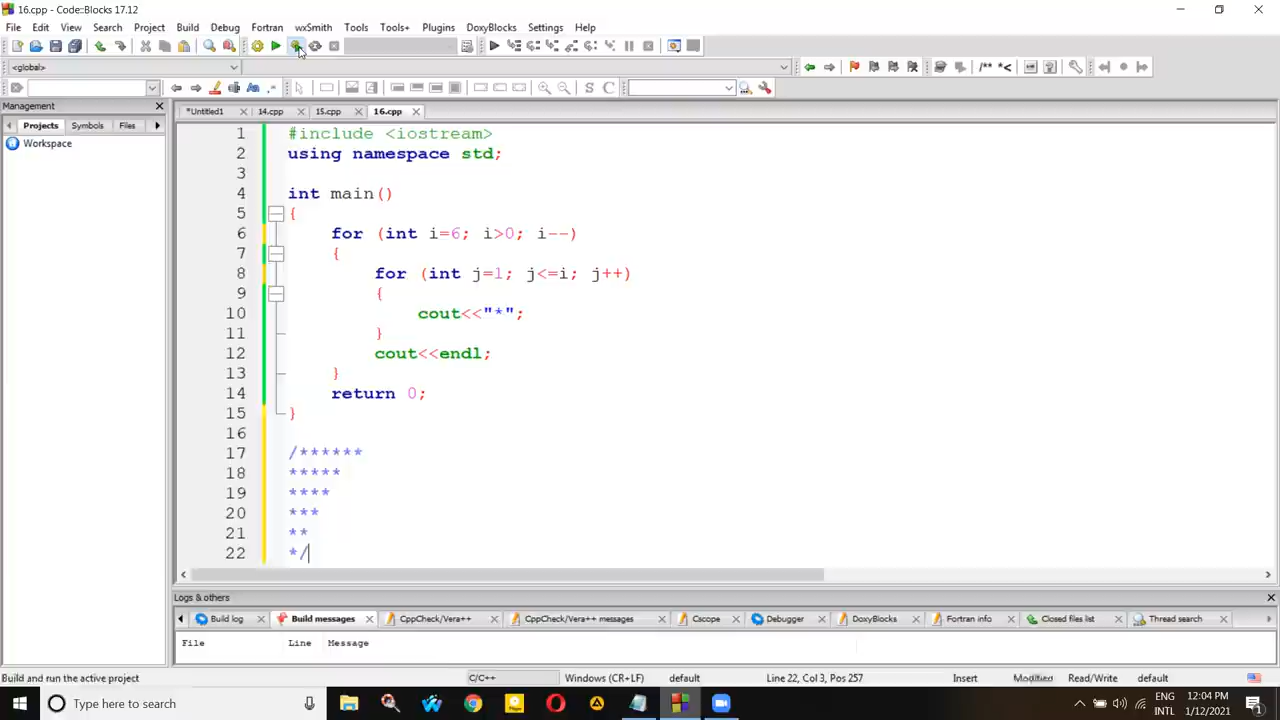 16.cpp - Code::Blocks 17.12
File Edit View Search Project Build Debug Fortran wxSmith Tools Tools+ Plugins DoxyBlocks Settings Help
<global>
/** *<
S C
Management
*Untitled1 14.cpp 15.cpp 16.cpp
Projects Symbols Files
Workspace
1 #include <iostream>
2 using namespace std;
3
4 int main()
5 {
6 for (int i=6; i>0; i--)
7 {
8 for (int j=1; j<=i; j++)
9 {
10 cout<<"*";
11 }
12 cout<<endl;
13 }
14 return 0;
15 }
16
17 /******
18 *****
19 ****
20 ***
21 **
22 */
Logs & others
Build log Build messages CppCheck/Vera++ CppCheck/Vera++ messages Cscope Debugger DoxyBlocks Fortran info Closed files list Thread search
File Line Message
Build and run the active project C/C++ Windows (CR+LF) default Line 22, Col 3, Pos 257 Insert Modified Read/Write default
Type here to search
ENG 12:04 PM
INTL 1/12/2021